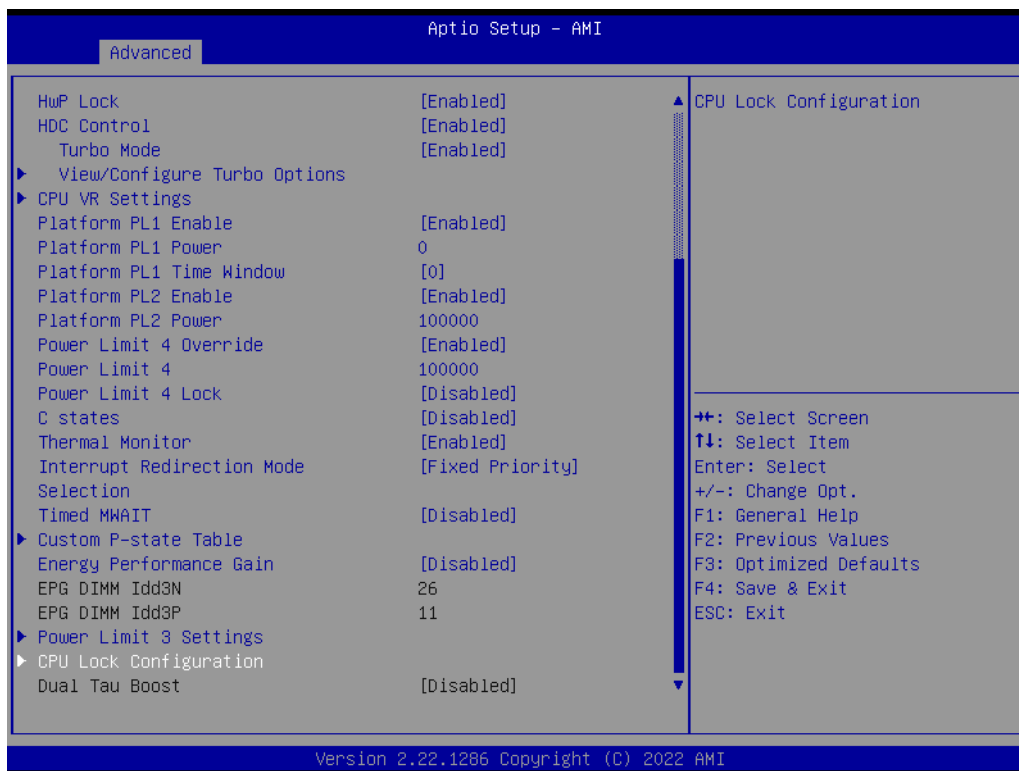 Aptio Setup – AMI
Advanced
HwP Lock [Enabled]
HDC Control [Enabled]
Turbo Mode [Enabled]
View/Configure Turbo Options
CPU VR Settings
Platform PL1 Enable [Enabled]
Platform PL1 Power 0
Platform PL1 Time Window [0]
Platform PL2 Enable [Enabled]
Platform PL2 Power 100000
Power Limit 4 Override [Enabled]
Power Limit 4 100000
Power Limit 4 Lock [Disabled]
C states [Disabled]
Thermal Monitor [Enabled]
Interrupt Redirection Mode [Fixed Priority]
Selection
Timed MWAIT [Disabled]
Custom P-state Table
Energy Performance Gain [Disabled]
EPG DIMM Idd3N 26
EPG DIMM Idd3P 11
Power Limit 3 Settings
CPU Lock Configuration
Dual Tau Boost [Disabled]
CPU Lock Configuration
→←: Select Screen
↑↓: Select Item
Enter: Select
+/-: Change Opt.
F1: General Help
F2: Previous Values
F3: Optimized Defaults
F4: Save & Exit
ESC: Exit
Version 2.22.1286 Copyright (C) 2022 AMI